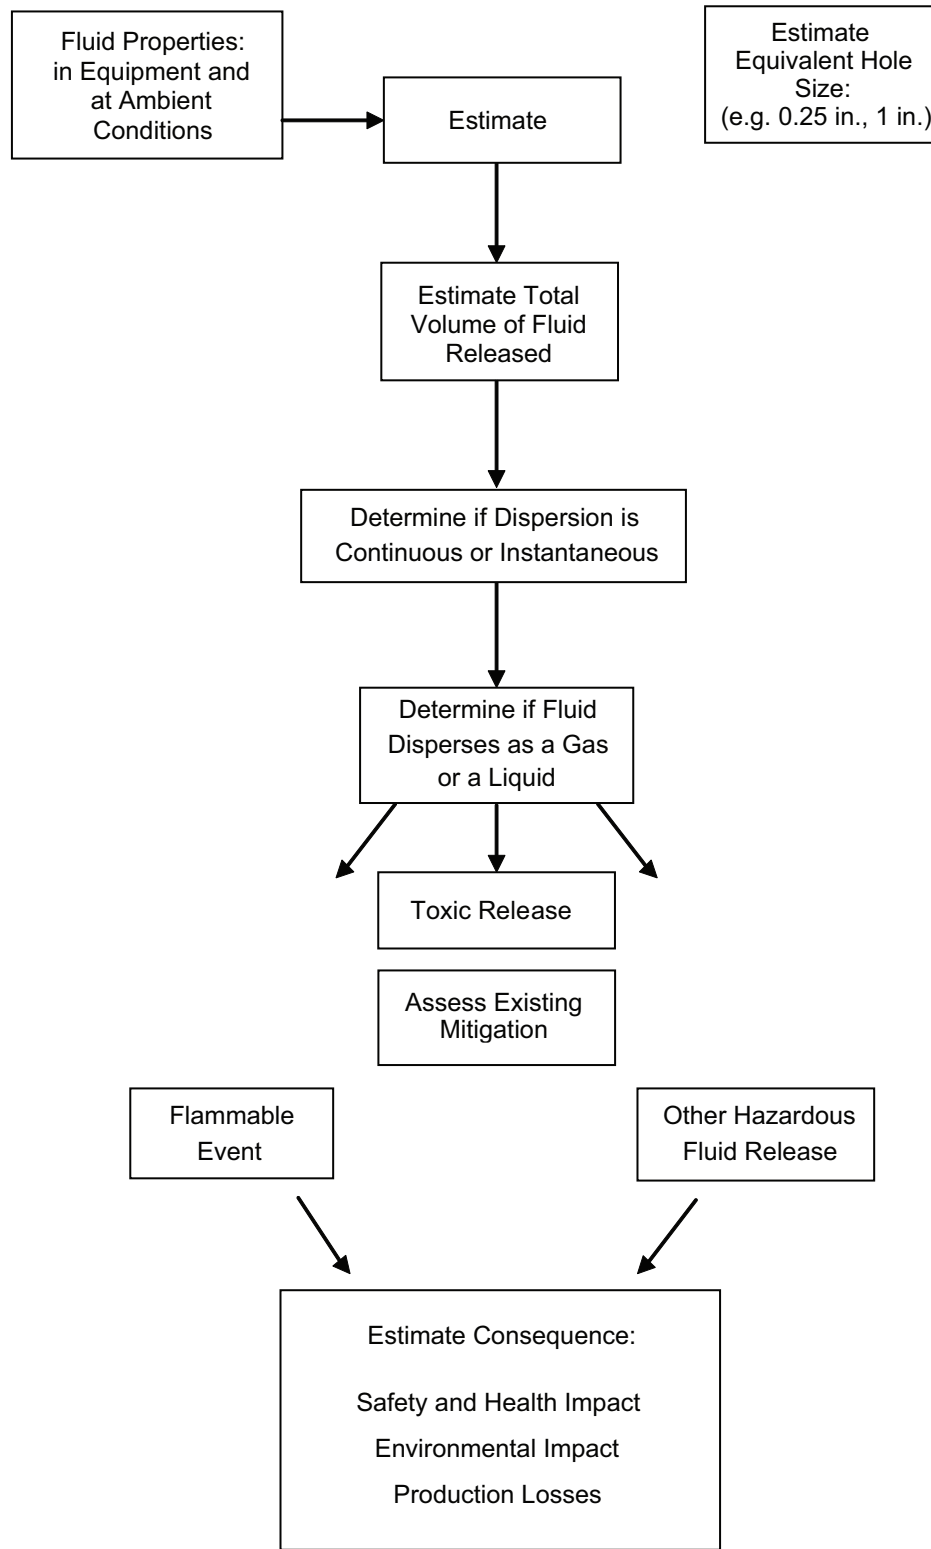 Fluid Properties:
in Equipment and
at Ambient
Conditions
Estimate
Estimate
Equivalent Hole
Size:
(e.g. 0.25 in., 1 in.)
Estimate Total
Volume of Fluid
Released
Determine if Dispersion is
Continuous or Instantaneous
Determine if Fluid
Disperses as a Gas
or a Liquid
Toxic Release
Assess Existing
Mitigation
Flammable
Event
Other Hazardous
Fluid Release
Estimate Consequence:
Safety and Health Impact
Environmental Impact
Production Losses